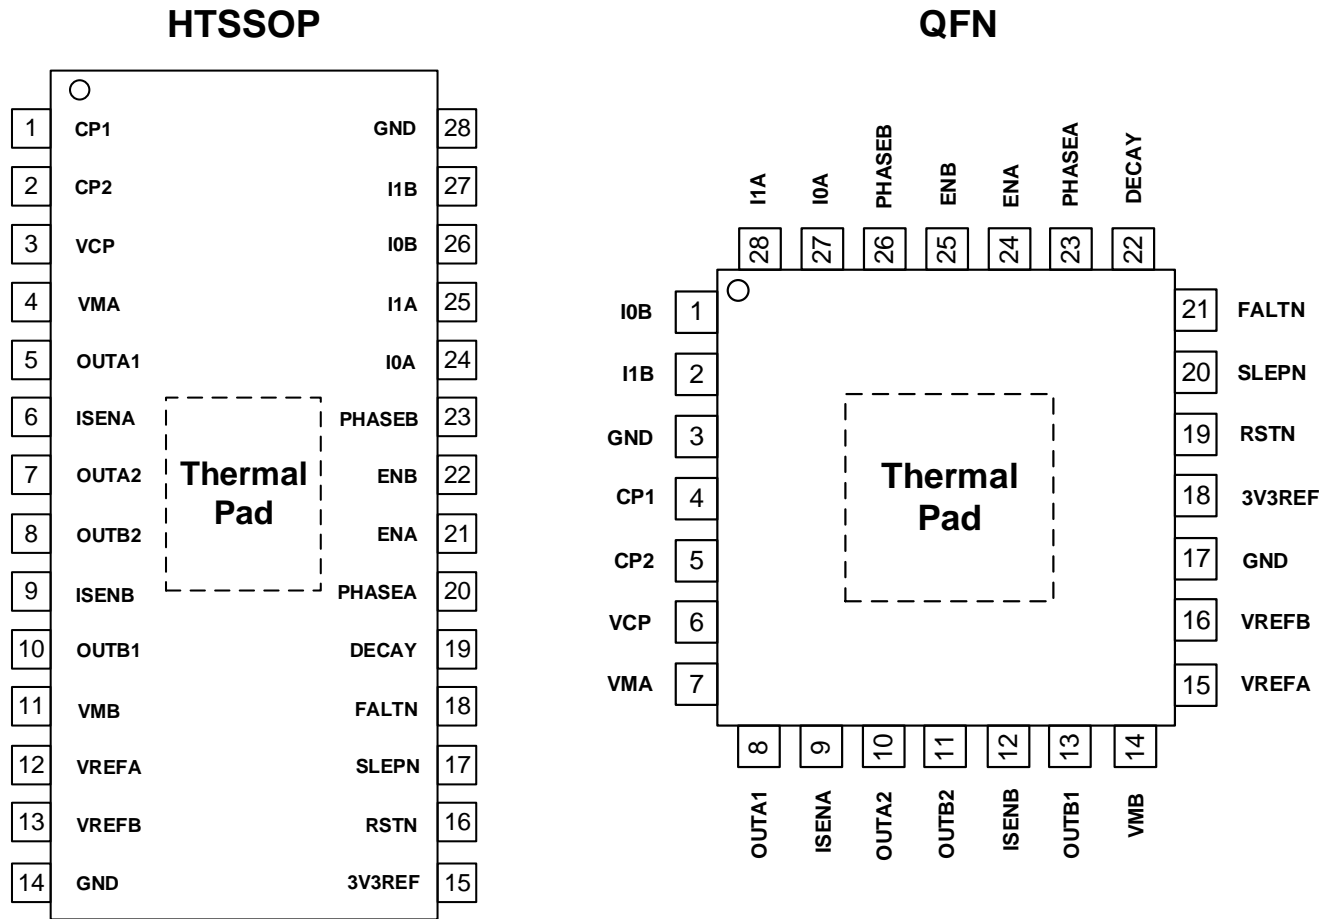 HTSSOP
1 CP1 GND 28
2 CP2 I1B 27
3 VCP I0B 26
4 VMA I1A 25
5 OUTA1 I0A 24
6 ISENA PHASEB 23
7 OUTA2 ENB 22
8 OUTB2 ENA 21
9 ISENB PHASEA 20
10 OUTB1 DECAY 19
11 VMB FALTN 18
12 VREFA SLEPN 17
13 VREFB RSTN 16
14 GND 3V3REF 15
Thermal
Pad
QFN
I1A I0A PHASEB ENB ENA PHASEA DECAY
28 27 26 25 24 23 22
I0B 1 21 FALTN
I1B 2 20 SLEPN
GND 3 19 RSTN
CP1 4 18 3V3REF
CP2 5 17 GND
VCP 6 16 VREFB
VMA 7 15 VREFA
Thermal
Pad
8 9 10 11 12 13 14
OUTA1 ISENA OUTA2 OUTB2 ISENB OUTB1 VMB